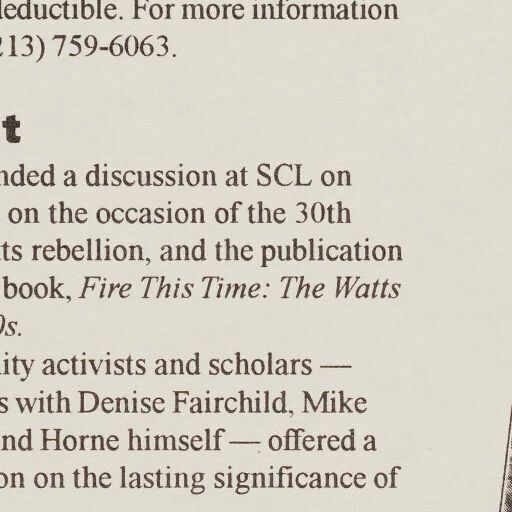 deductible. For more information
213) 759-6063.
t
nded a discussion at SCL on
on the occasion of the 30th
tts rebellion, and the publication
book, Fire This Time: The Watts
0s.
ity activists and scholars —
s with Denise Fairchild, Mike
nd Horne himself — offered a
on on the lasting significance of